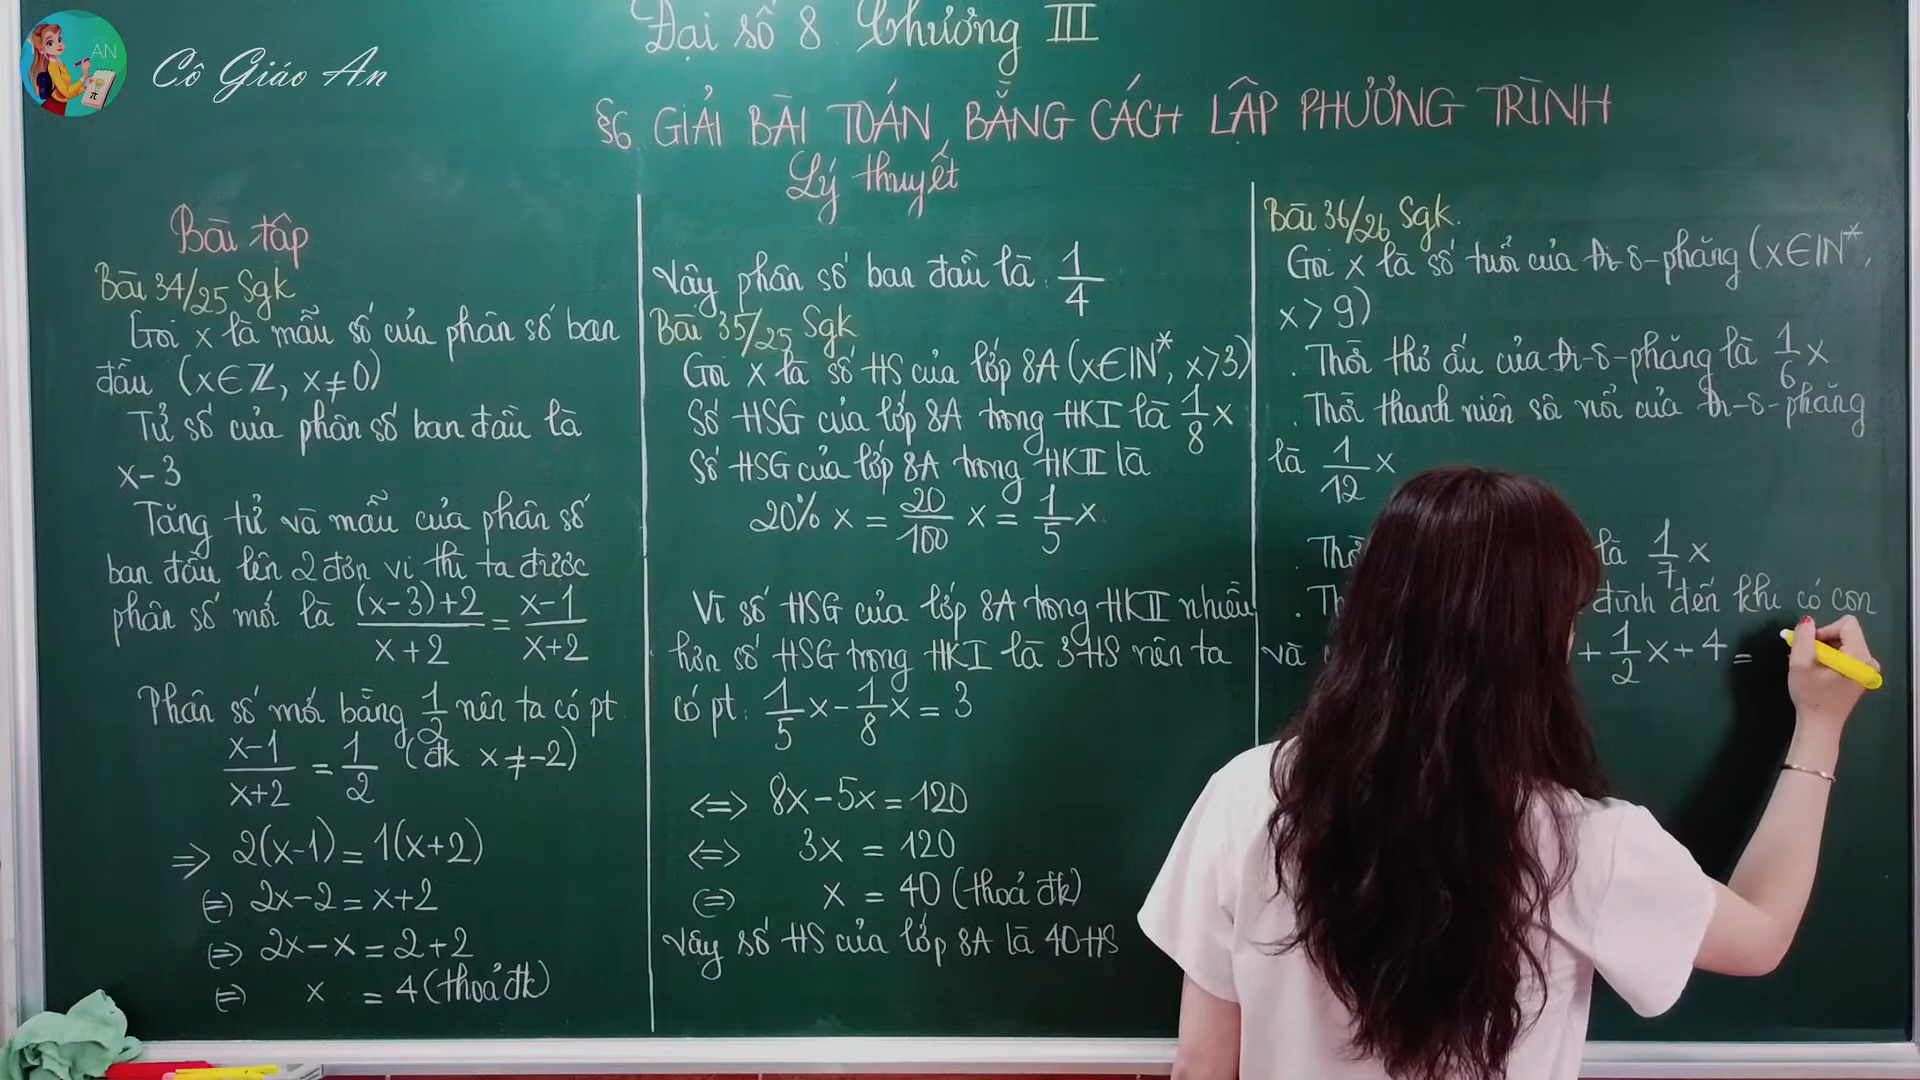 AN
Cô Giáo An
Đại số 8 Chương III
§6 GIẢI BÀI TOÁN BẰNG CÁCH LẬP PHƯƠNG TRÌNH
Lý thuyết
Bài tập
Bài 34/25 Sgk
Gọi x là mẫu số của phân số ban
đầu (x∈Z, x≠0)
Tử số của phân số ban đầu là
x-3
Tăng tử và mẫu của phân số
ban đầu lên 2 đơn vị thì ta được
phân số mới là (x-3)+2/x+2 = x-1/x+2
Phân số mới bằng 1/2 nên ta có pt
x-1/x+2 = 1/2 (đk x≠-2)
=> 2(x-1) = 1(x+2)
<=> 2x-2 = x+2
<=> 2x-x = 2+2
<=> x = 4 (thoả đk)
Vậy phân số ban đầu là 1/4
Bài 35/25 Sgk
Gọi x là số HS của lớp 8A (x∈IN*, x>3)
Số HSG của lớp 8A trong HKI là 1/8 x
Số HSG của lớp 8A trong HKII là
20% x = 20/100 x = 1/5 x
Vì số HSG của lớp 8A trong HKII nhiều
hơn số HSG trong HKI là 3HS nên ta
có pt: 1/5 x - 1/8 x = 3
<=> 8x-5x = 120
<=> 3x = 120
<=> x = 40 (thoả đk)
Vậy số HS của lớp 8A là 40HS
Bài 36/26 Sgk.
Gọi x là số tuổi của Đi-ô-phăng (x∈IN*,
x>9)
. Thời thơ ấu của Đi-ô-phăng là 1/6 x
. Thời thanh niên sôi nổi của Đi-ô-phăng
là 1/12 x
là 1/7 x
đình đến khi có con
và + 1/2 x + 4 =